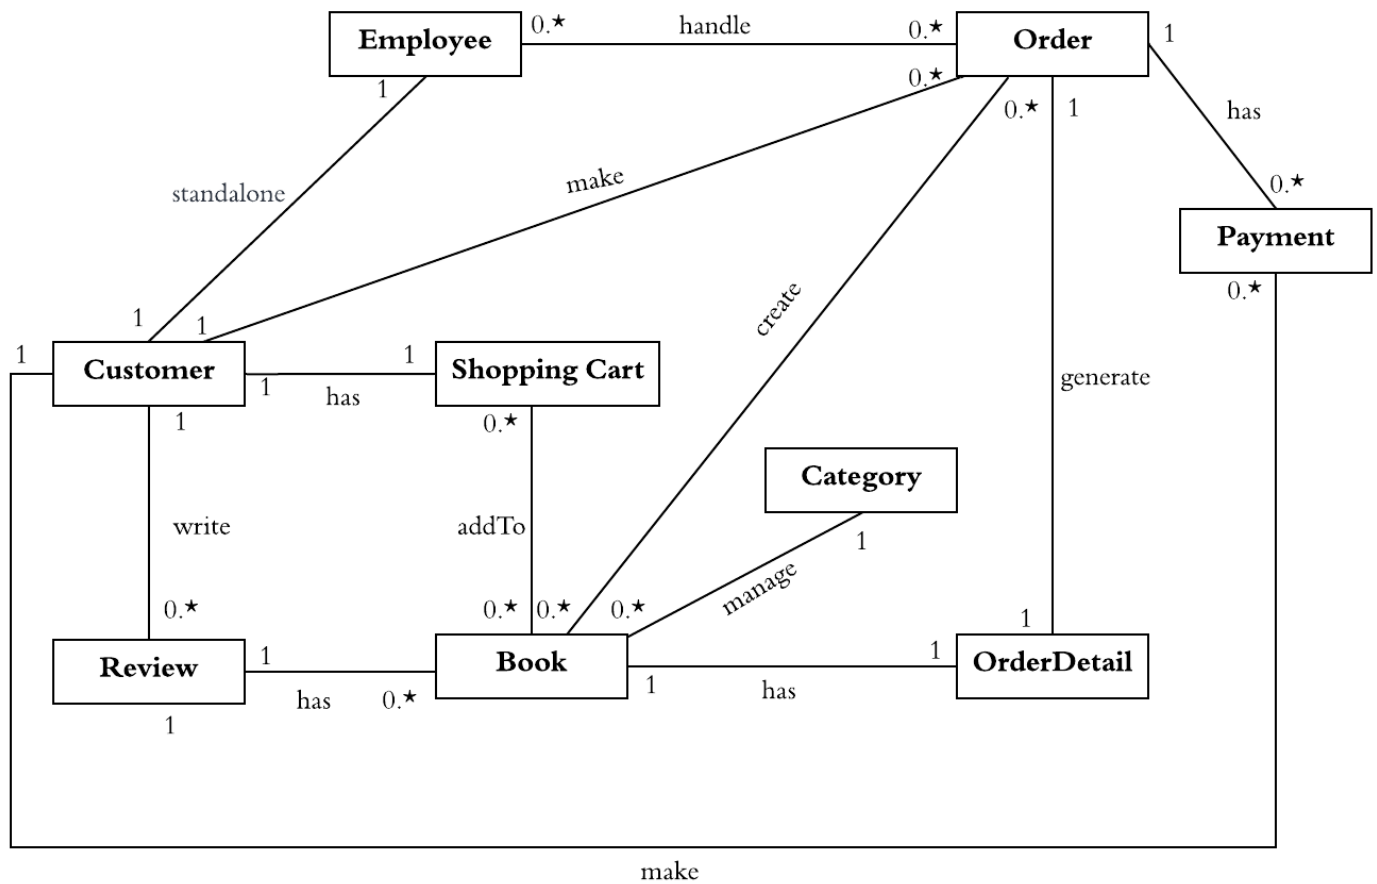 Employee
0.★
handle
0.★
Order
1
1
0.★
0.★
1
has
make
0.★
standalone
Payment
0.★
create
1
1
1
Customer
1
Shopping Cart
1
has
generate
1
0.★
Category
write
addTo
1
manage
0.★
0.★
0.★
0.★
1
Review
1
Book
1
OrderDetail
has
0.★
1
has
1
make